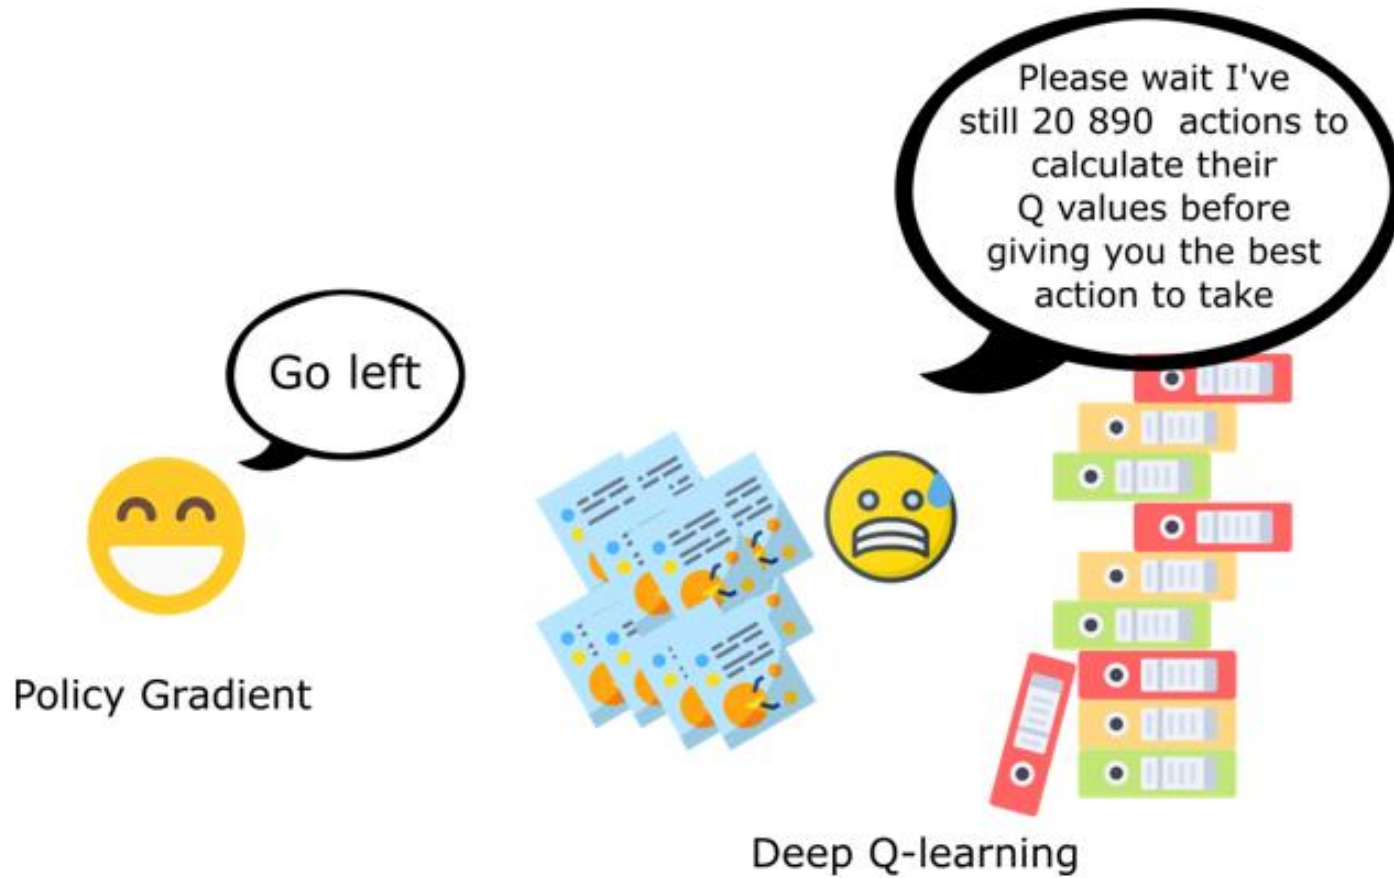 Please wait I've
still 20 890 actions to
calculate their
Q values before
giving you the best
action to take
Go left
Policy Gradient
Deep Q-learning